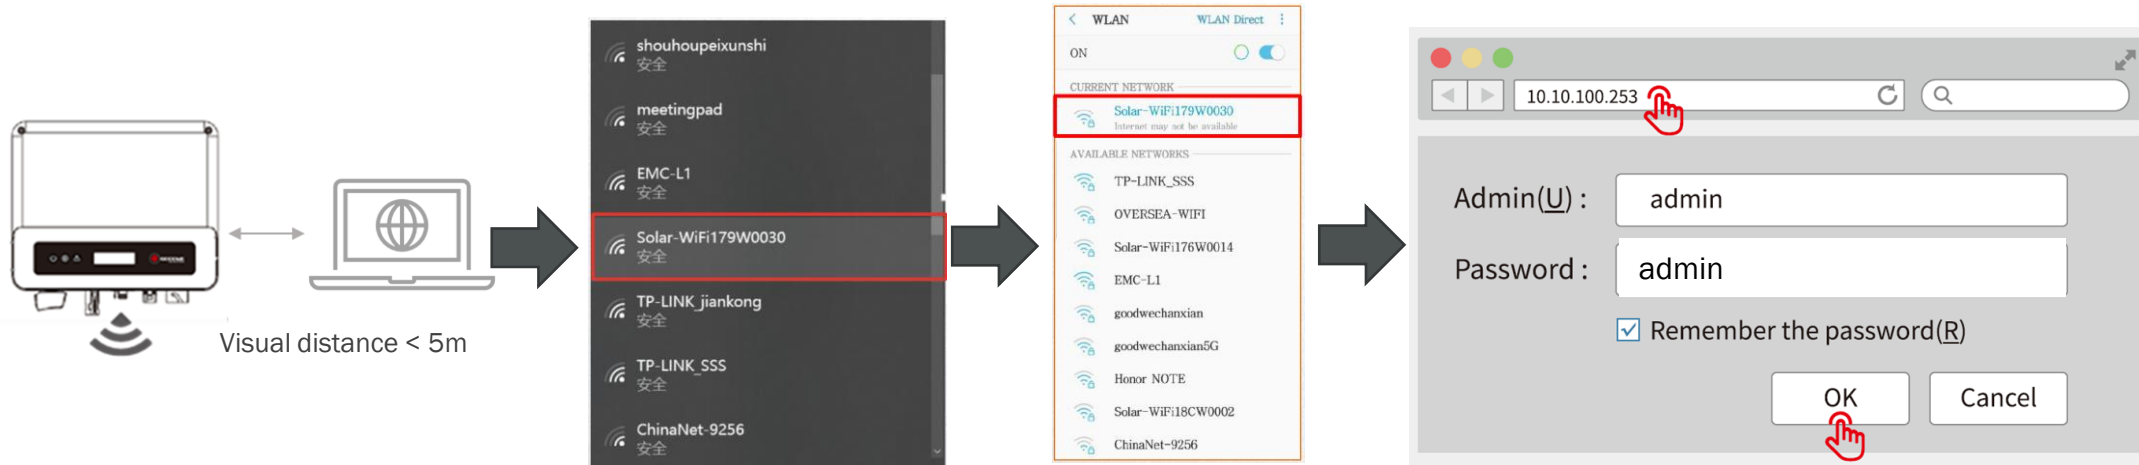 Visual distance < 5m
shouhoupeixunshi
安全
meetingpad
安全
EMC-L1
安全
Solar-WiFi179W0030
安全
TP-LINK_jiankong
安全
TP-LINK_SSS
安全
ChinaNet-9256
安全
< WLAN WLAN Direct
ON
CURRENT NETWORK
Solar-WiFi179W0030
Internet may not be available
AVAILABLE NETWORKS
TP-LINK_SSS
OVERSEA-WIFI
Solar-WiFi176W0014
EMC-L1
goodwechanxian
goodwechanxian5G
Honor NOTE
Solar-WiFi18CW0002
ChinaNet-9256
10.10.100.253
Admin(U) : admin
Password : admin
Remember the password(R)
OK Cancel